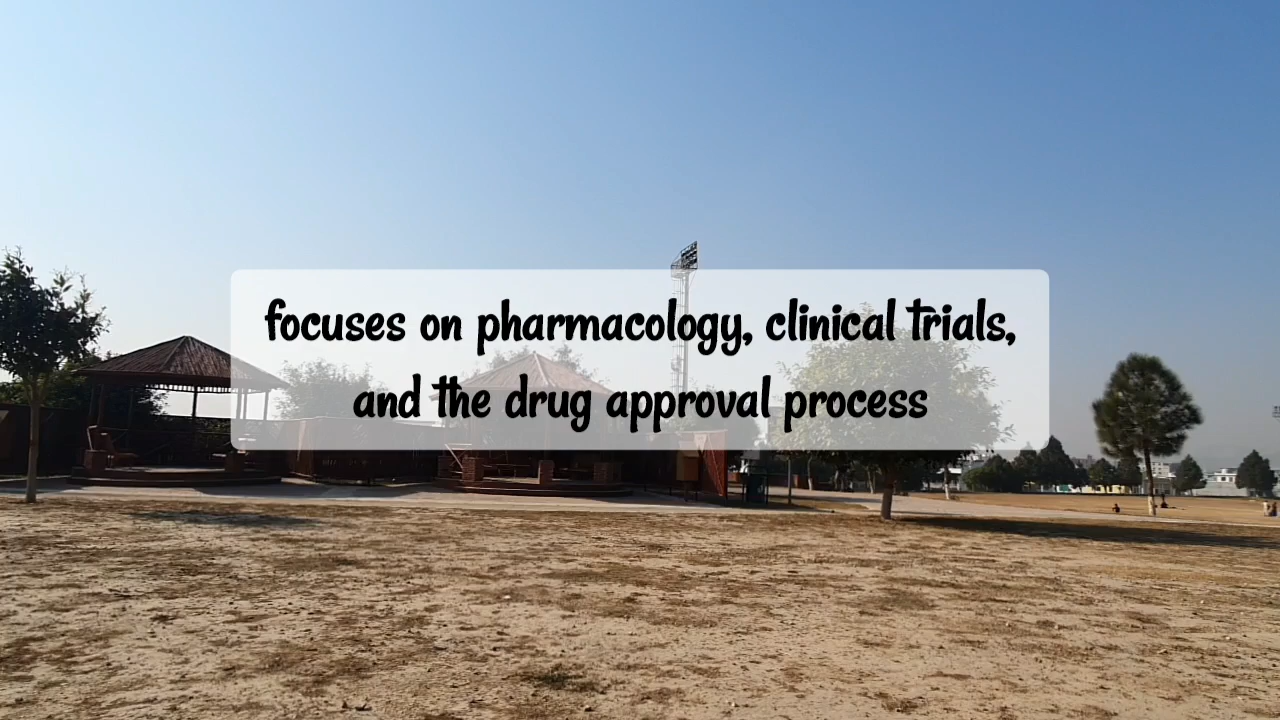 focuses on pharmacology, clinical trials,
and the drug approval process